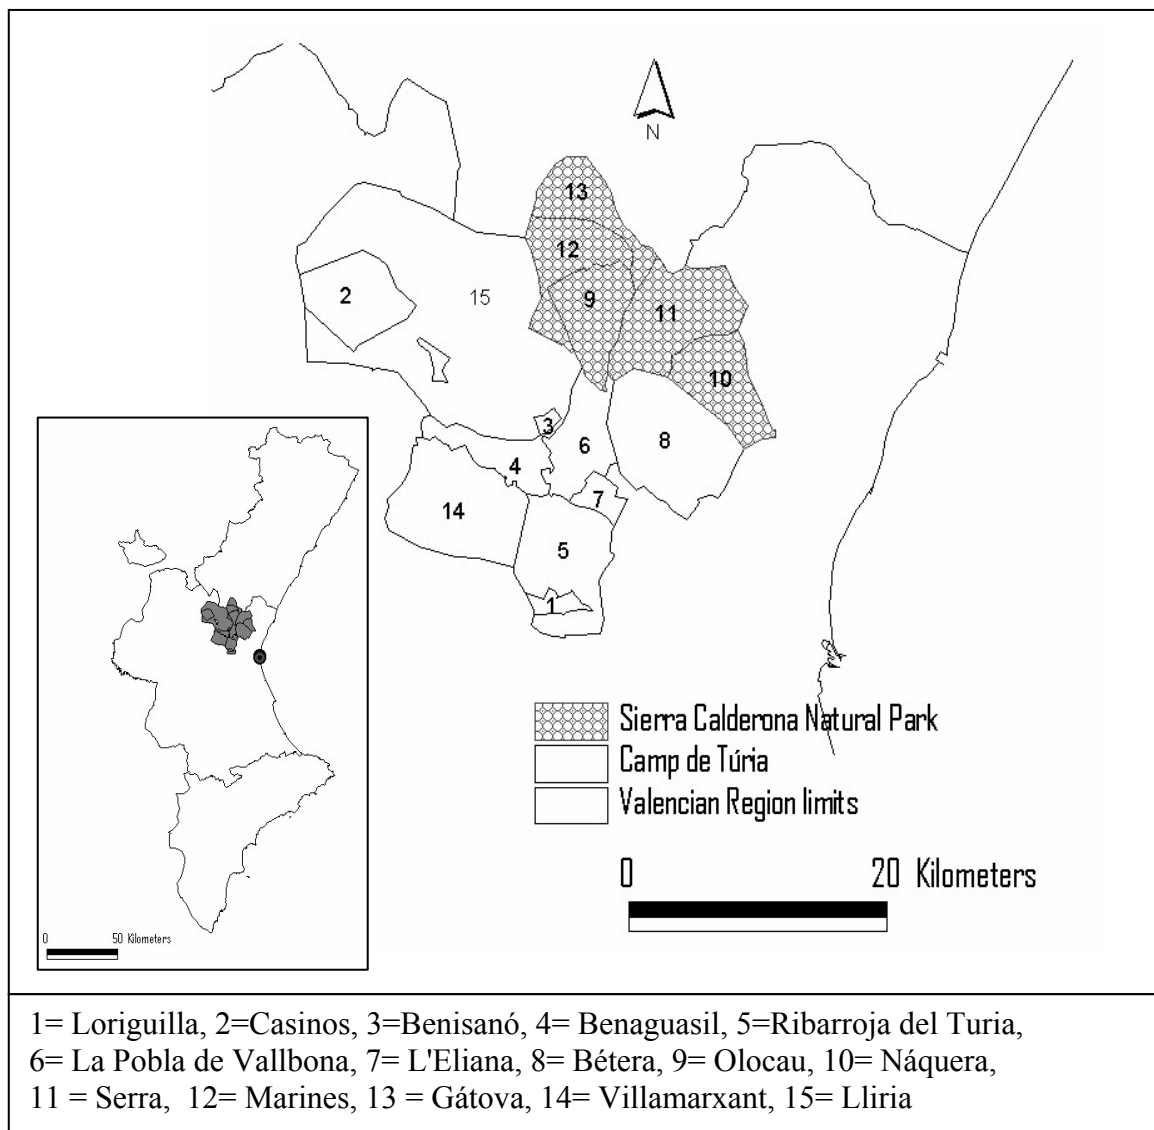 N
13
12
2
15
9
11
10
3
6
8
4
7
14
5
1
Sierra Calderona Natural Park
Camp de Túria
Valencian Region limits
0 20 Kilometers
0 50 Kilometers
1= Loriguilla, 2=Casinos, 3=Benisanó, 4= Benaguasil, 5=Ribarroja del Turia,
6= La Pobla de Vallbona, 7= L'Eliana, 8= Bétera, 9= Olocau, 10= Náquera,
11 = Serra, 12= Marines, 13 = Gátova, 14= Villamarxant, 15= Lliria